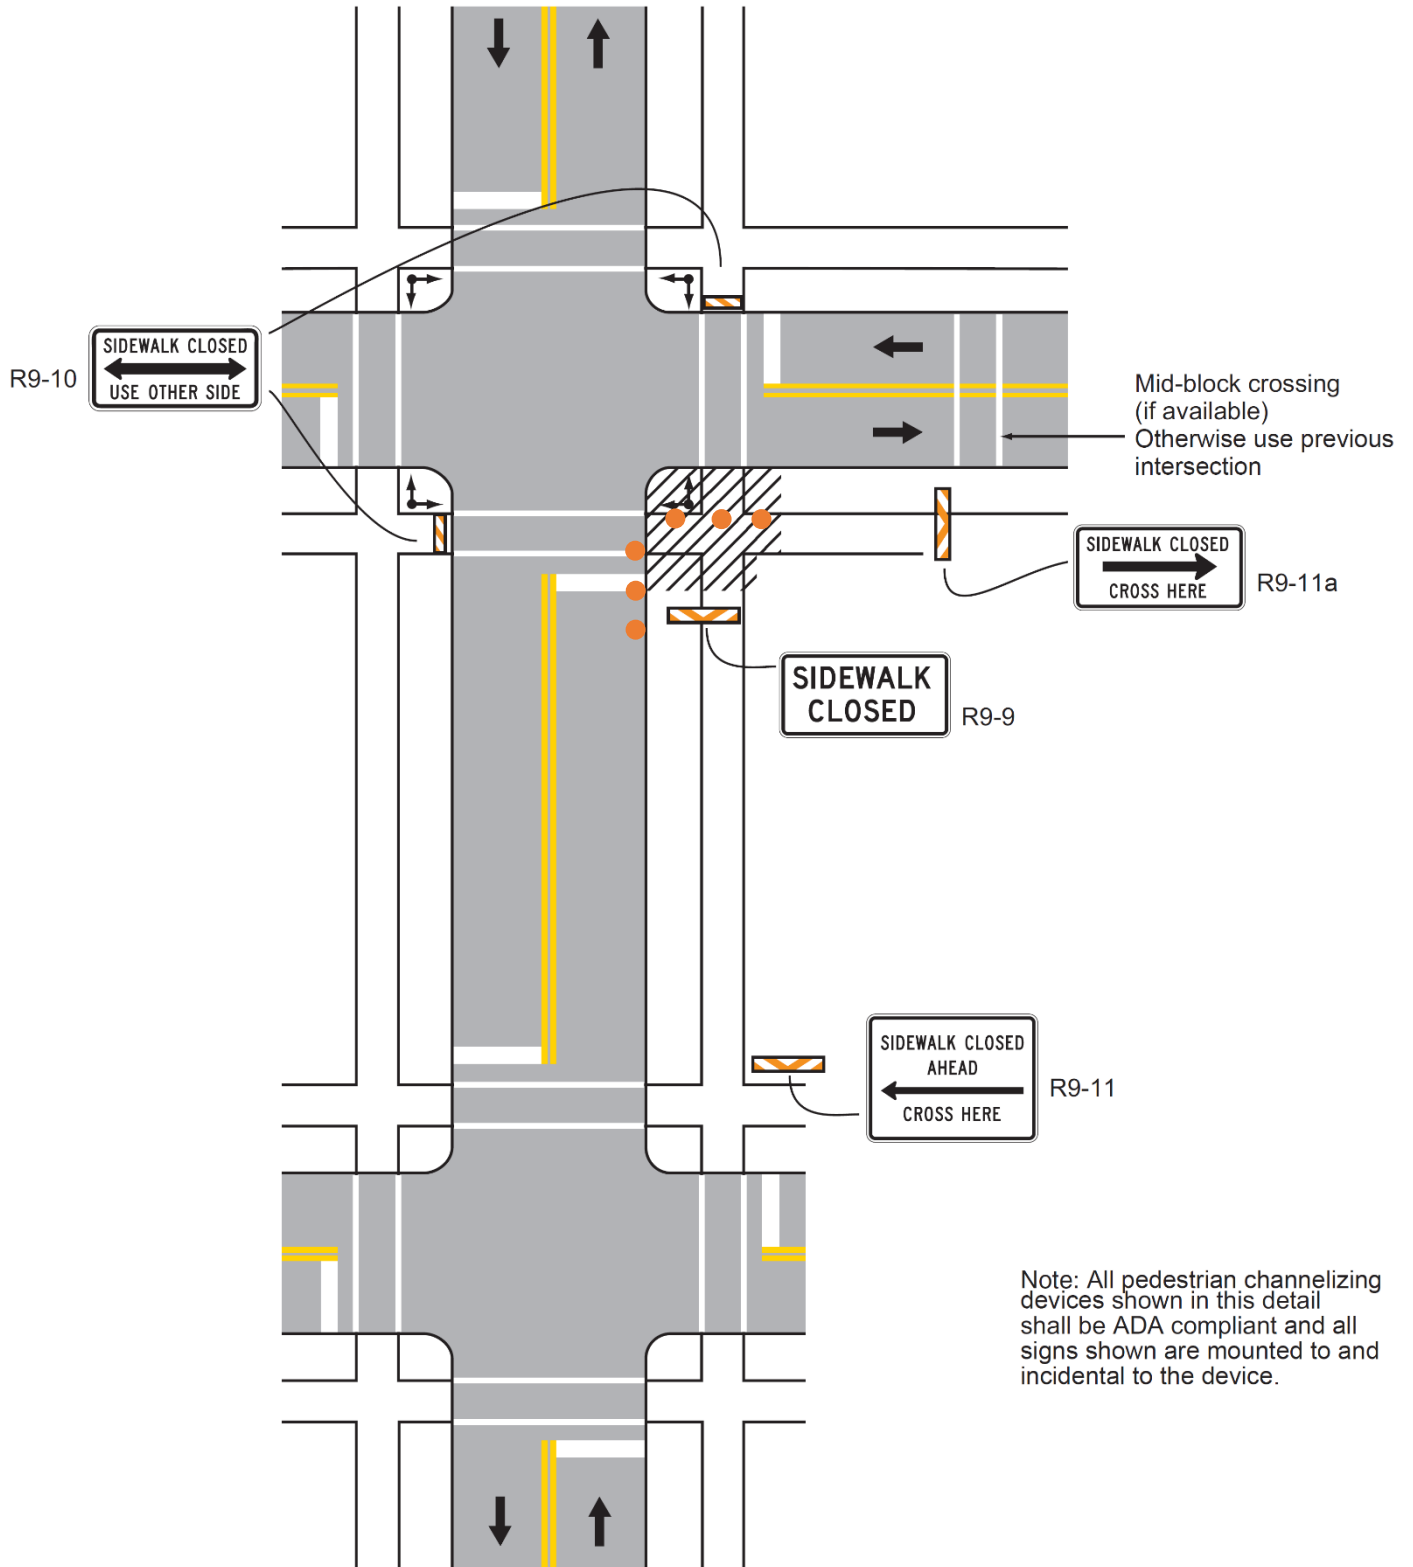 R9-10
SIDEWALK CLOSED
USE OTHER SIDE
Mid-block crossing
(if available)
Otherwise use previous
intersection
SIDEWALK CLOSED
CROSS HERE
R9-11a
SIDEWALK
CLOSED
R9-9
SIDEWALK CLOSED
AHEAD
CROSS HERE
R9-11
Note: All pedestrian channelizing
devices shown in this detail
shall be ADA compliant and all
signs shown are mounted to and
incidental to the device.